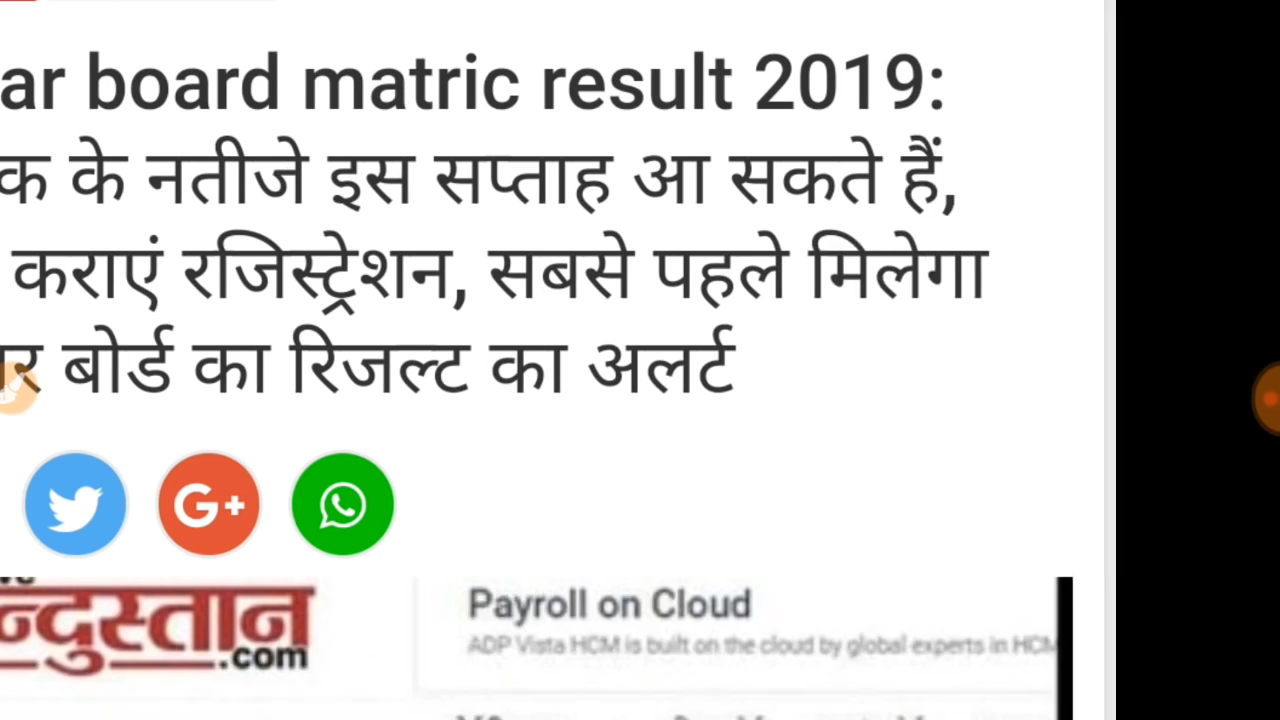 ar board matric result 2019:
क के नतीजे इस सप्ताह आ सकते हैं,
कराएं रजिस्ट्रेशन, सबसे पहले मिलेगा
र बोर्ड का रिजल्ट का अलर्ट
G+
न्दुस्तान
.com
Payroll on Cloud
ADP Vista HCM is built on the cloud by global experts in HCM